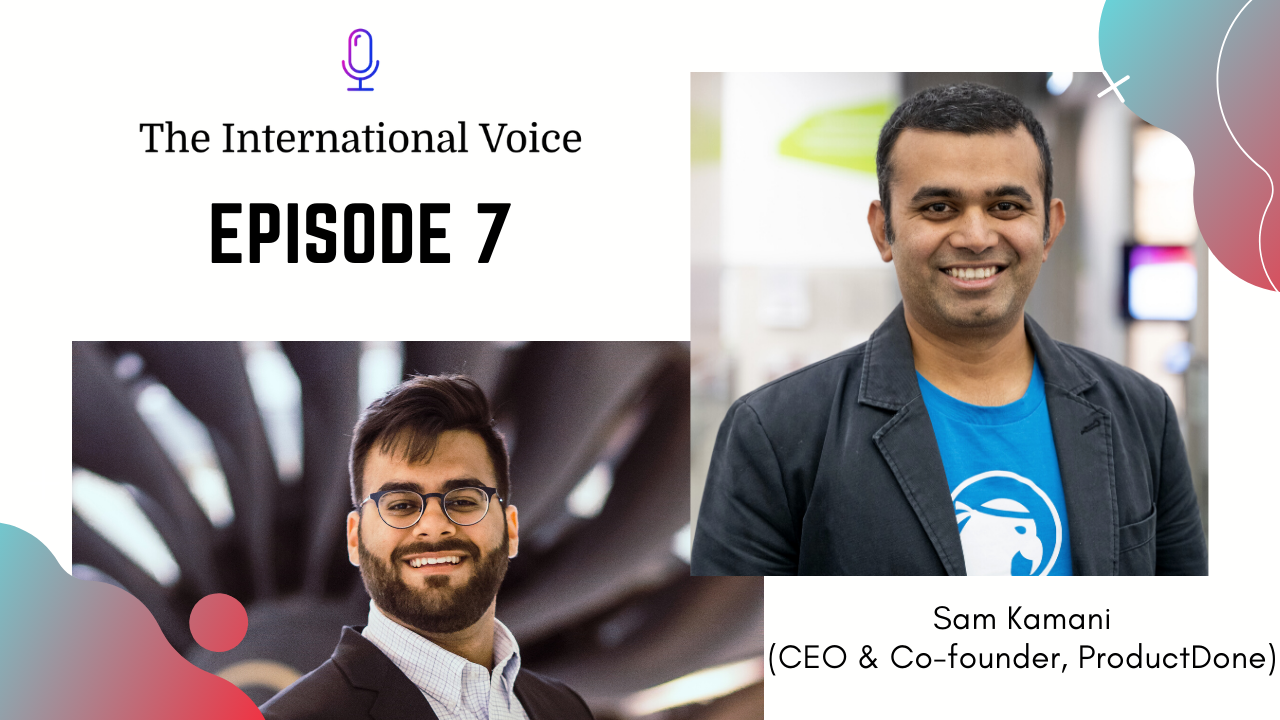 The International Voice
EPISODE 7
Sam Kamani
(CEO & Co-founder, ProductDone)